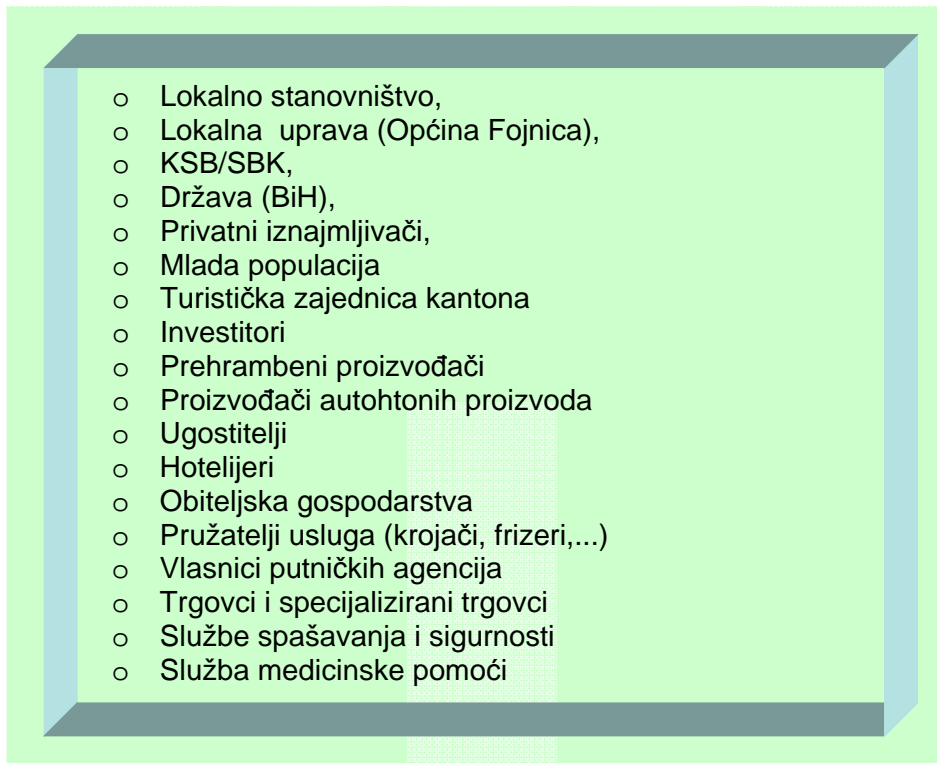 o Lokalno stanovništvo,
o Lokalna uprava (Općina Fojnica),
o KSB/SBK,
o Država (BiH),
o Privatni iznajmljivači,
o Mlada populacija
o Turistička zajednica kantona
o Investitori
o Prehrambeni proizvođači
o Proizvođači autohtonih proizvoda
o Ugostitelji
o Hotelijeri
o Obiteljska gospodarstva
o Pružatelji usluga (krojači, frizeri,...)
o Vlasnici putničkih agencija
o Trgovci i specijalizirani trgovci
o Službe spašavanja i sigurnosti
o Služba medicinske pomoći